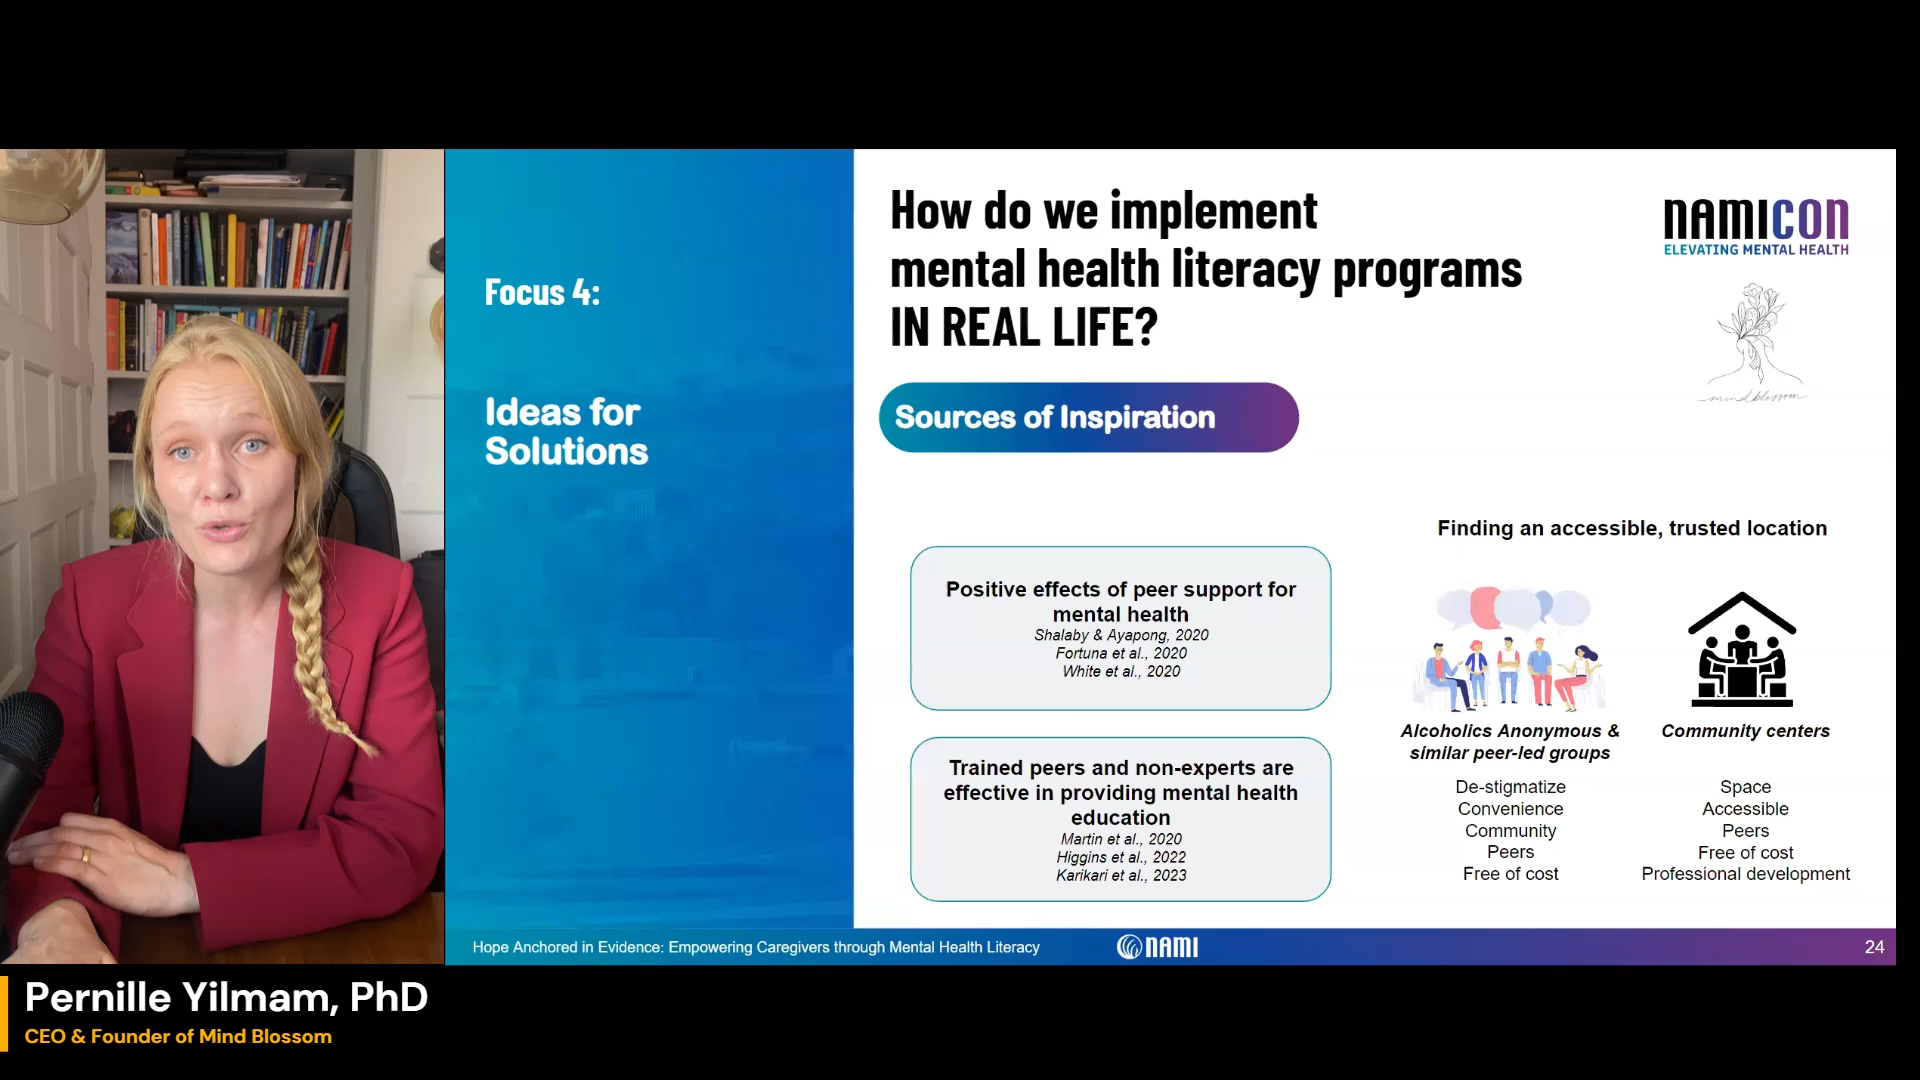 Focus 4:
Ideas for
Solutions
How do we implement
mental health literacy programs
IN REAL LIFE?
Sources of Inspiration
NAMICON
ELEVATING MENTAL HEALTH
mindblossom
Positive effects of peer support for
mental health
Shalaby & Ayapong, 2020
Fortuna et al., 2020
White et al., 2020
Trained peers and non-experts are
effective in providing mental health
education
Martin et al., 2020
Higgins et al., 2022
Karikari et al., 2023
Finding an accessible, trusted location
Alcoholics Anonymous &
similar peer-led groups
De-stigmatize
Convenience
Community
Peers
Free of cost
Community centers
Space
Accessible
Peers
Free of cost
Professional development
Hope Anchored in Evidence: Empowering Caregivers through Mental Health Literacy
NAMI
24
Pernille Yilmam, PhD
CEO & Founder of Mind Blossom